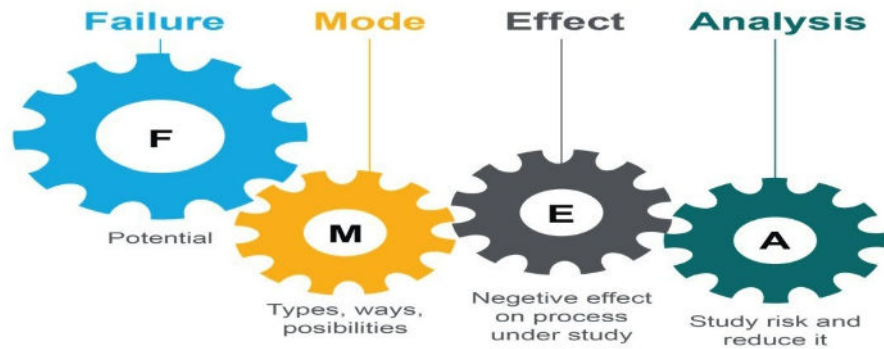 Failure
Mode
Effect
Analysis
F
M
E
A
Potential
Types, ways,
posibilities
Negetive effect
on process
under study
Study risk and
reduce it